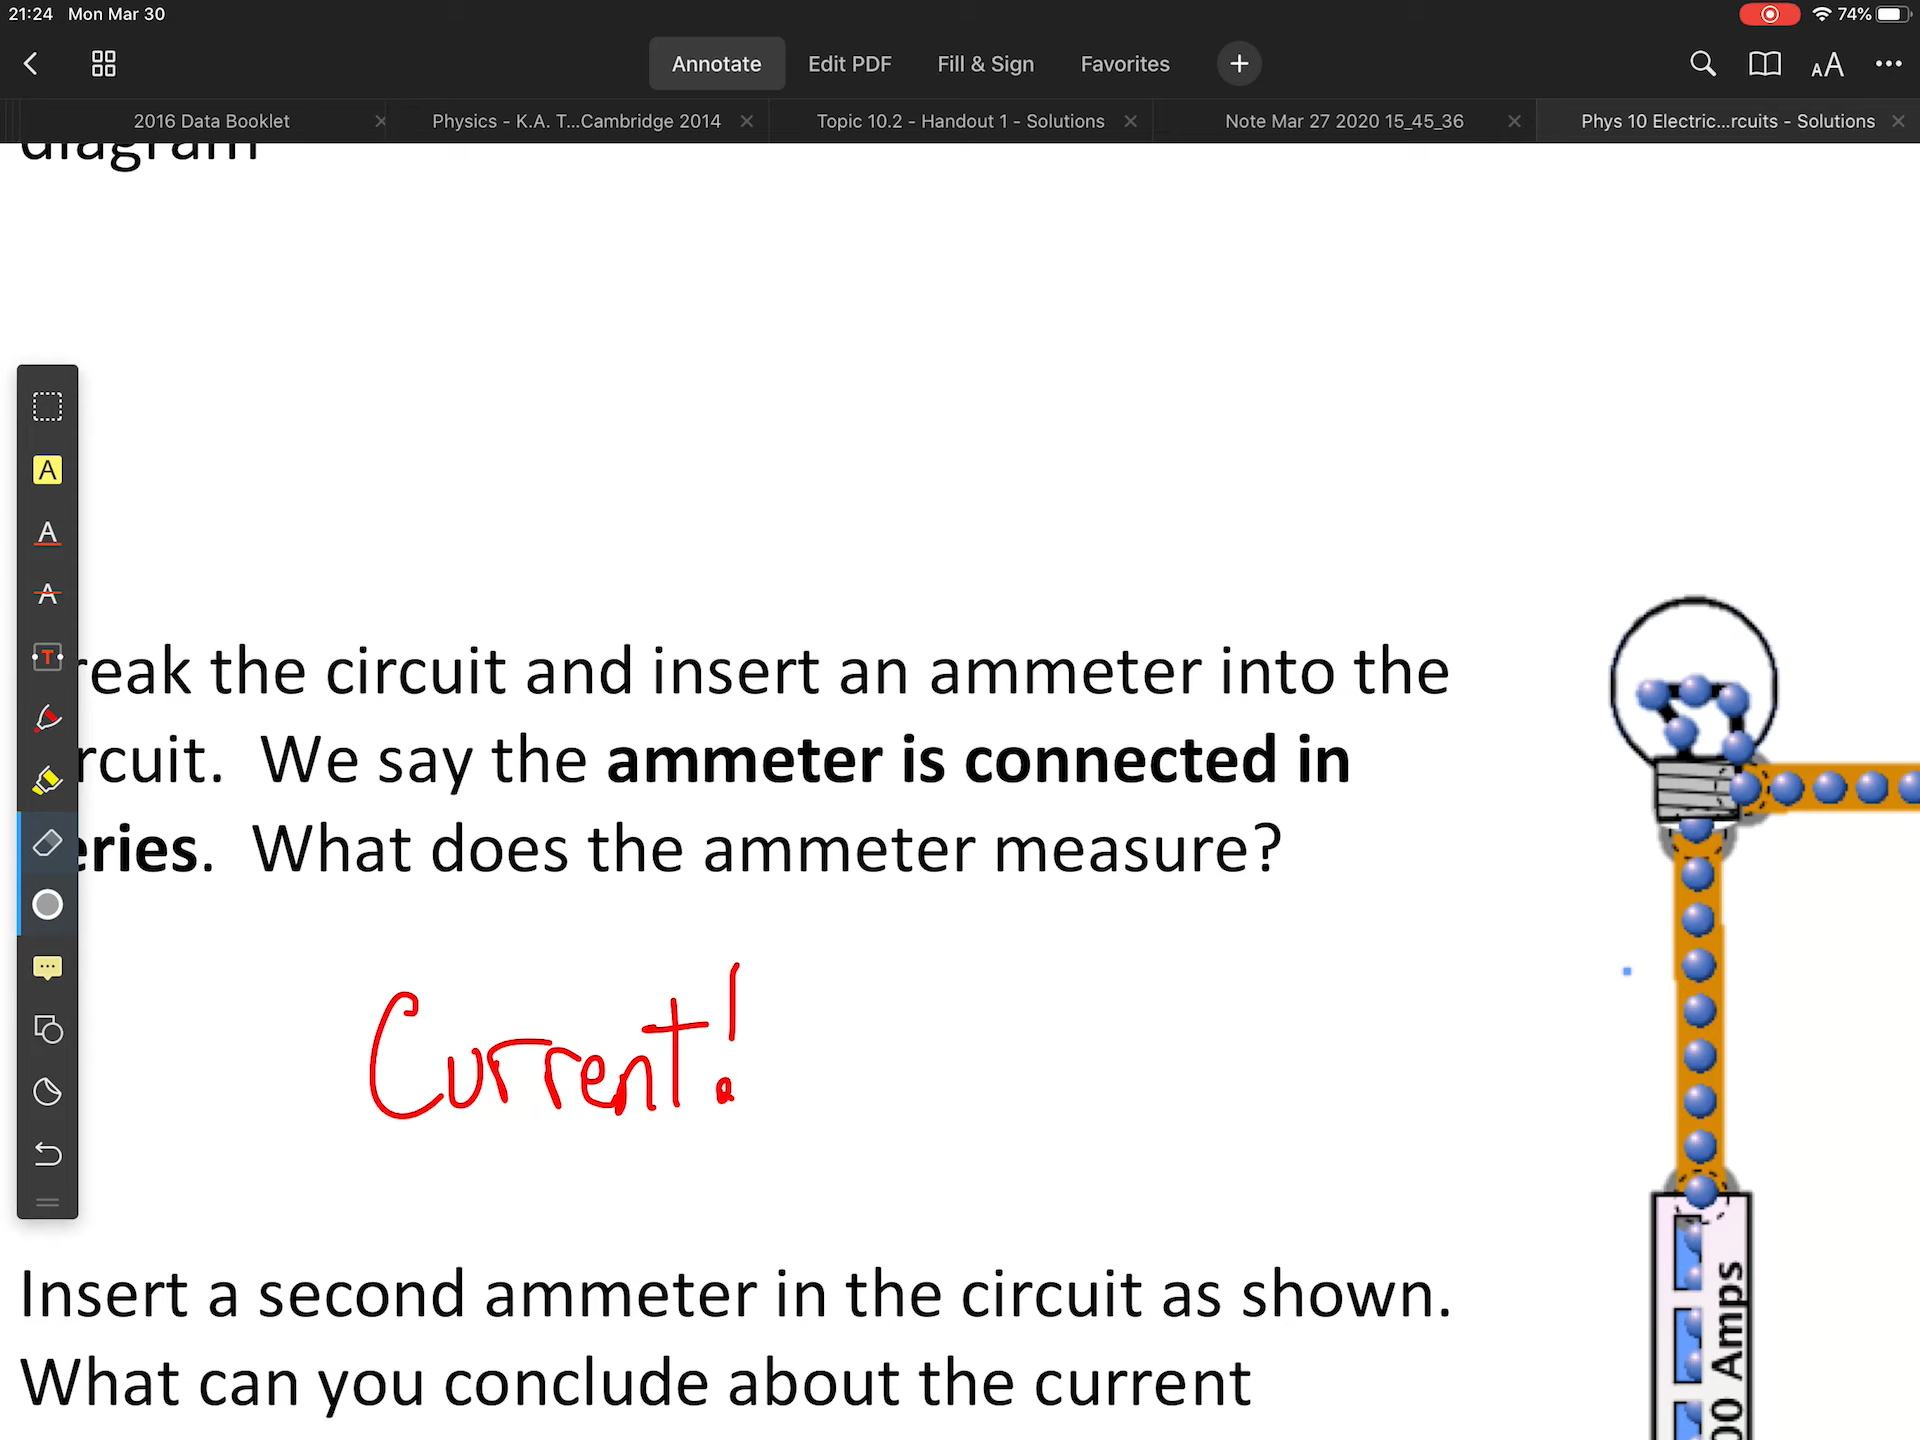 21:24 Mon Mar 30
74%
Annotate Edit PDF Fill & Sign Favorites
AA
2016 Data Booklet
Physics - K.A. T...Cambridge 2014
Topic 10.2 - Handout 1 - Solutions
Note Mar 27 2020 15_45_36
Phys 10 Electric...rcuits - Solutions
diagram
A
A
A
T
reak the circuit and insert an ammeter into the
rcuit. We say the ammeter is connected in
eries. What does the ammeter measure?
Current!
Insert a second ammeter in the circuit as shown.
What can you conclude about the current
00 Amps